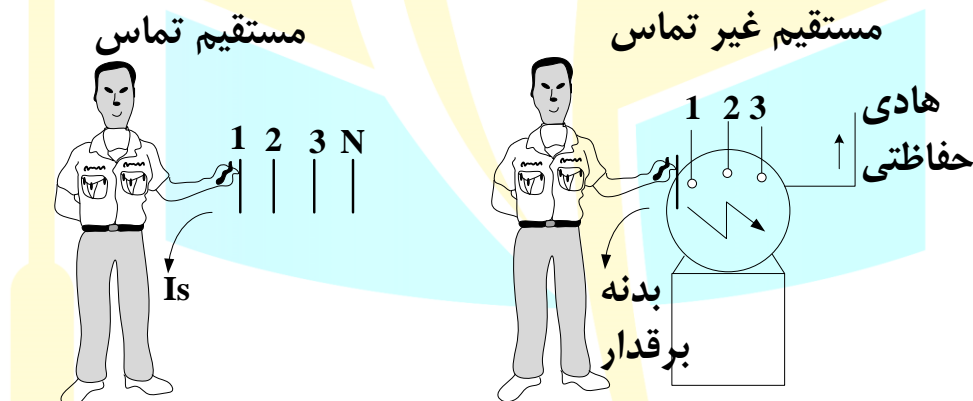 مستقیم تماس
مستقیم غیر تماس
1 2 3 N
Is
1 2 3
هادی
حفاظتی
بدنه
برقدار